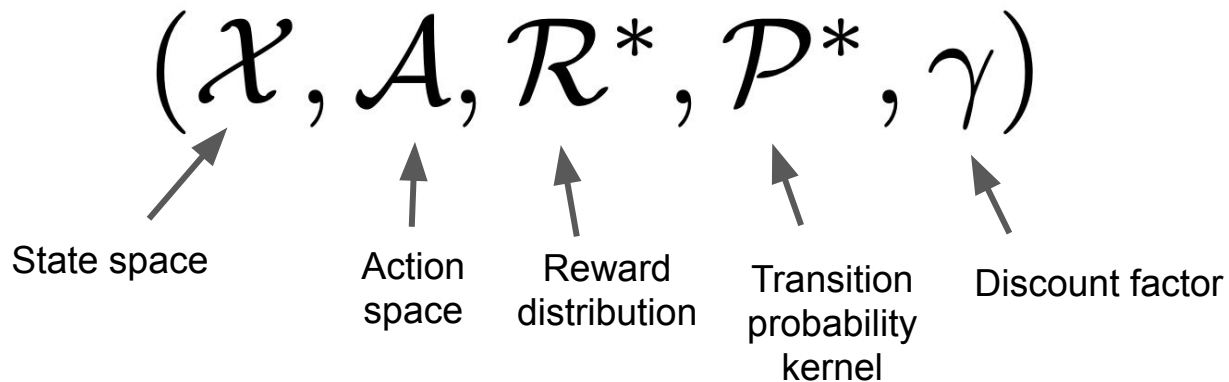 (𝒳, 𝒜, ℛ*, 𝒫*, γ)
State space
Action
space
Reward
distribution
Transition
probability
kernel
Discount factor